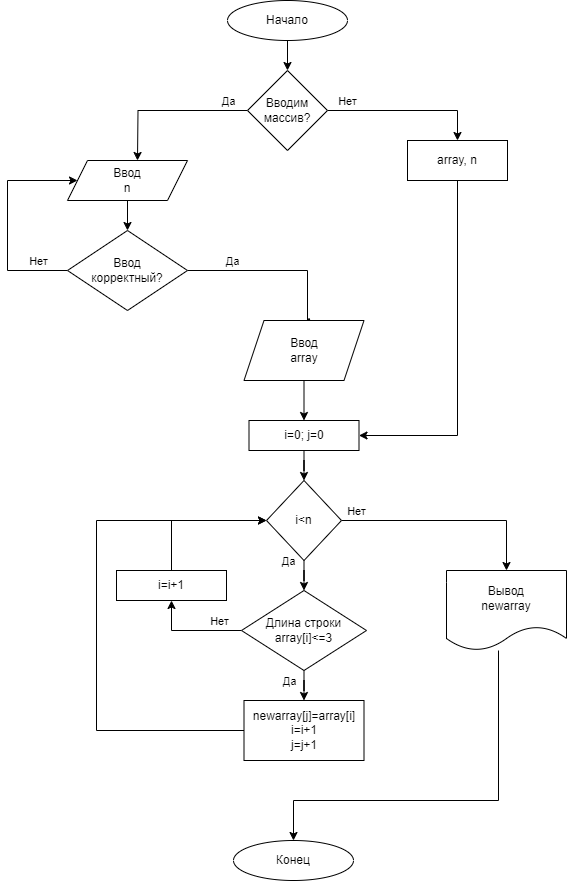 Начало
Вводим
массив?
Да
Нет
array, n
Ввод
n
Ввод
корректный?
Нет
Да
Ввод
array
i=0; j=0
i<n
Нет
Да
i=i+1
Вывод
newarray
Длина строки
array[i]<=3
Нет
Да
newarray[j]=array[i]
i=i+1
j=j+1
Конец